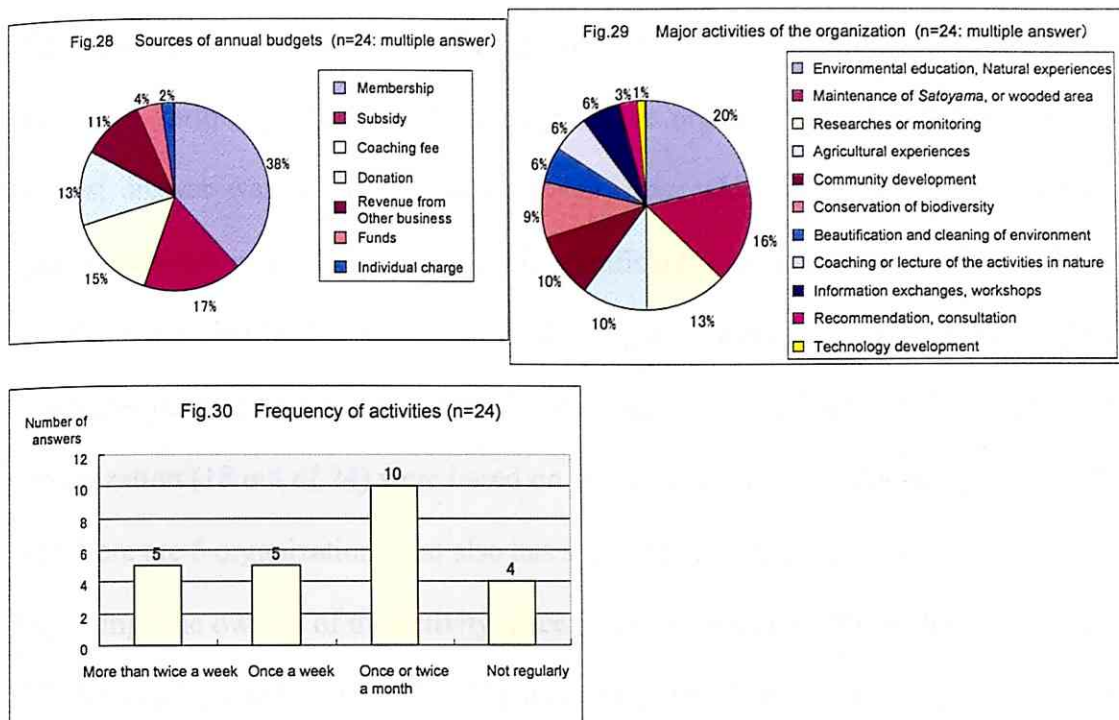 Fig.28 Sources of annual budgets (n=24: multiple answer)
Membership
Subsidy
Coaching fee
Donation
Revenue from
Other business
Funds
Individual charge
38%
17%
15%
13%
11%
4%
2%
Fig.29 Major activities of the organization (n=24: multiple answer)
Environmental education, Natural experiences
Maintenance of Satoyama, or wooded area
Researches or monitoring
Agricultural experiences
Community development
Conservation of biodiversity
Beautification and cleaning of environment
Coaching or lecture of the activities in nature
Information exchanges, workshops
Recommendation, consultation
Technology development
20%
16%
13%
10%
10%
9%
6%
6%
6%
3%
1%
Fig.30 Frequency of activities (n=24)
Number of
answers
12
10
8
6
4
2
0
5
5
10
4
More than twice a week
Once a week
Once or twice
a month
Not regularly